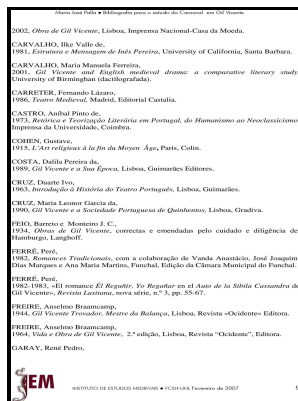 Maria José Palla • Bibliografia para o estudo do Carnaval em Gil Vicente
2002, Obra de Gil Vicente, Lisboa, Imprensa Nacional-Casa da Moeda.
CARVALHO, Ilke Valle de,
1981, Estrutura e Mensagem de Inês Pereira, University of California, Santa Barbara.
CARVALHO, Maria Manuela Ferreira,
2001, Gil Vicente and English medieval drama: a comparative literary study,
University of Birmingham (dactilografada).
CARRETER, Fernando Lázaro,
1986, Teatro Medieval, Madrid, Editorial Castalia.
CASTRO, Aníbal Pinto de,
1973, Retórica e Teorização Literária em Portugal, do Humanismo ao Neoclassicismo,
Imprensa da Universidade, Coimbra.
COHEN, Gustave,
1915, L'Art religieux à la fin du Moyen Âge, Paris, Colin.
COSTA, Dalila Pereira da,
1989, Gil Vicente e a Sua Época, Lisboa, Guimarães Editores.
CRUZ, Duarte Ivo,
1963, Introdução à História do Teatro Português, Lisboa, Guimarães.
CRUZ, Maria Leonor García da,
1990, Gil Vicente e a Sociedade Portuguesa de Quinhentos, Lisboa, Gradiva.
FEIO, Barreto e Monteiro J. C.,
1934, Obras de Gil Vicente, correctas e emendadas pelo cuidado e diligência de
Hamburgo, Langhoff.
FERRÉ, Peré,
1982, Romances Tradicionais, com a colaboração de Vanda Anastácio, José Joaquim
Dias Marques e Ana Maria Martins, Funchal, Edição da Câmara Municipal do Funchal.
FERRÉ, Peré,
1982-1983, «El romance Él Reguñir, Yo Regañar en el Auto de la Sibila Cassandra de
Gil Vicente», Revista Lusitana, nova série, n.º 3, pp. 55-67.
FREIRE, Anselmo Braamcamp,
1944, Gil Vicente Trovador, Mestre da Balança, Lisboa, Revista «Ocidente» Editora.
FREIRE, Anselmo Braamcamp,
1964, Vida e Obra de Gil Vicente, 2.ª edição, Lisboa, Revista "Ocidente", Editora.
GARAY, René Pedro,
IEM
INSTITUTO DE ESTUDOS MEDIEVAIS • FCSH-UNL Fevereiro de 2007